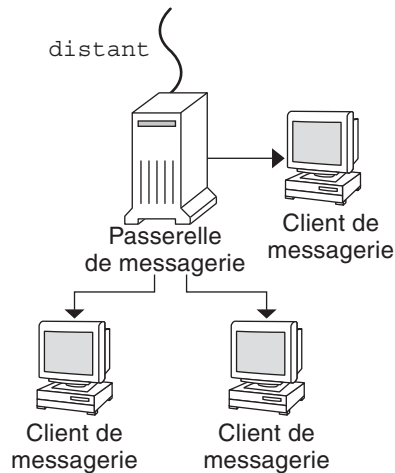 distant
Client de
messagerie
Passerelle
de messagerie
Client de
messagerie
Client de
messagerie